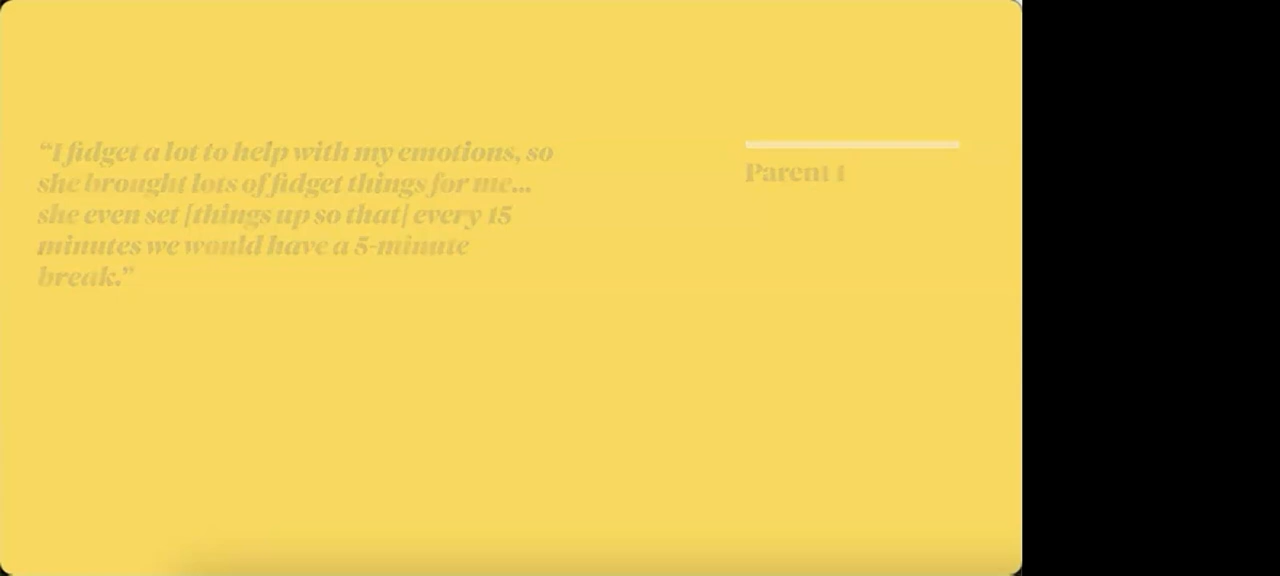 “I fidget a lot to help with my emotions, so
she brought lots of fidget things for me...
she even set [things up so that] every 15
minutes we would have a 5-minute
break.”
Parent 1